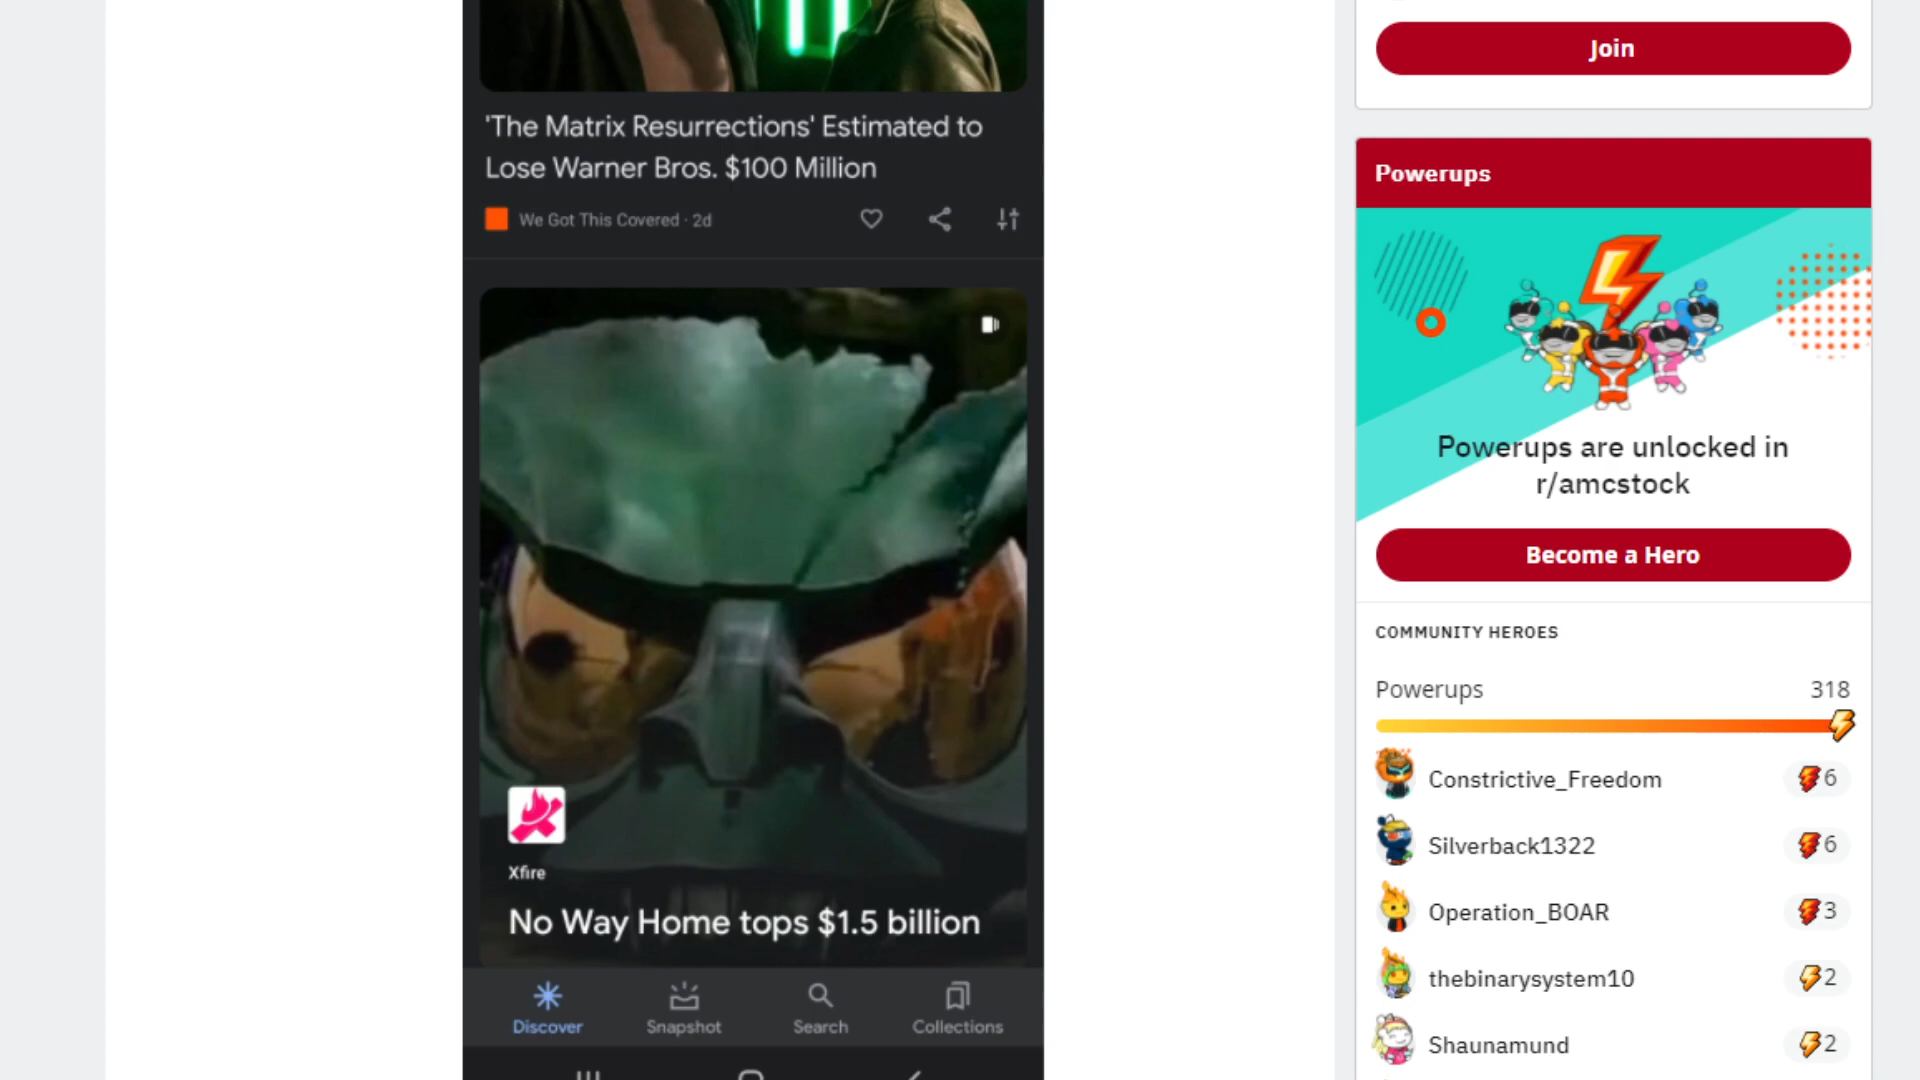 'The Matrix Resurrections' Estimated to
Lose Warner Bros. $100 Million
We Got This Covered · 2d
Xfire
No Way Home tops $1.5 billion
Discover
Snapshot
Search
Collections
Join
Powerups
Powerups are unlocked in
r/amcstock
Become a Hero
COMMUNITY HEROES
Powerups 318
Constrictive_Freedom 6
Silverback1322 6
Operation_BOAR 3
thebinarysystem10 2
Shaunamund 2